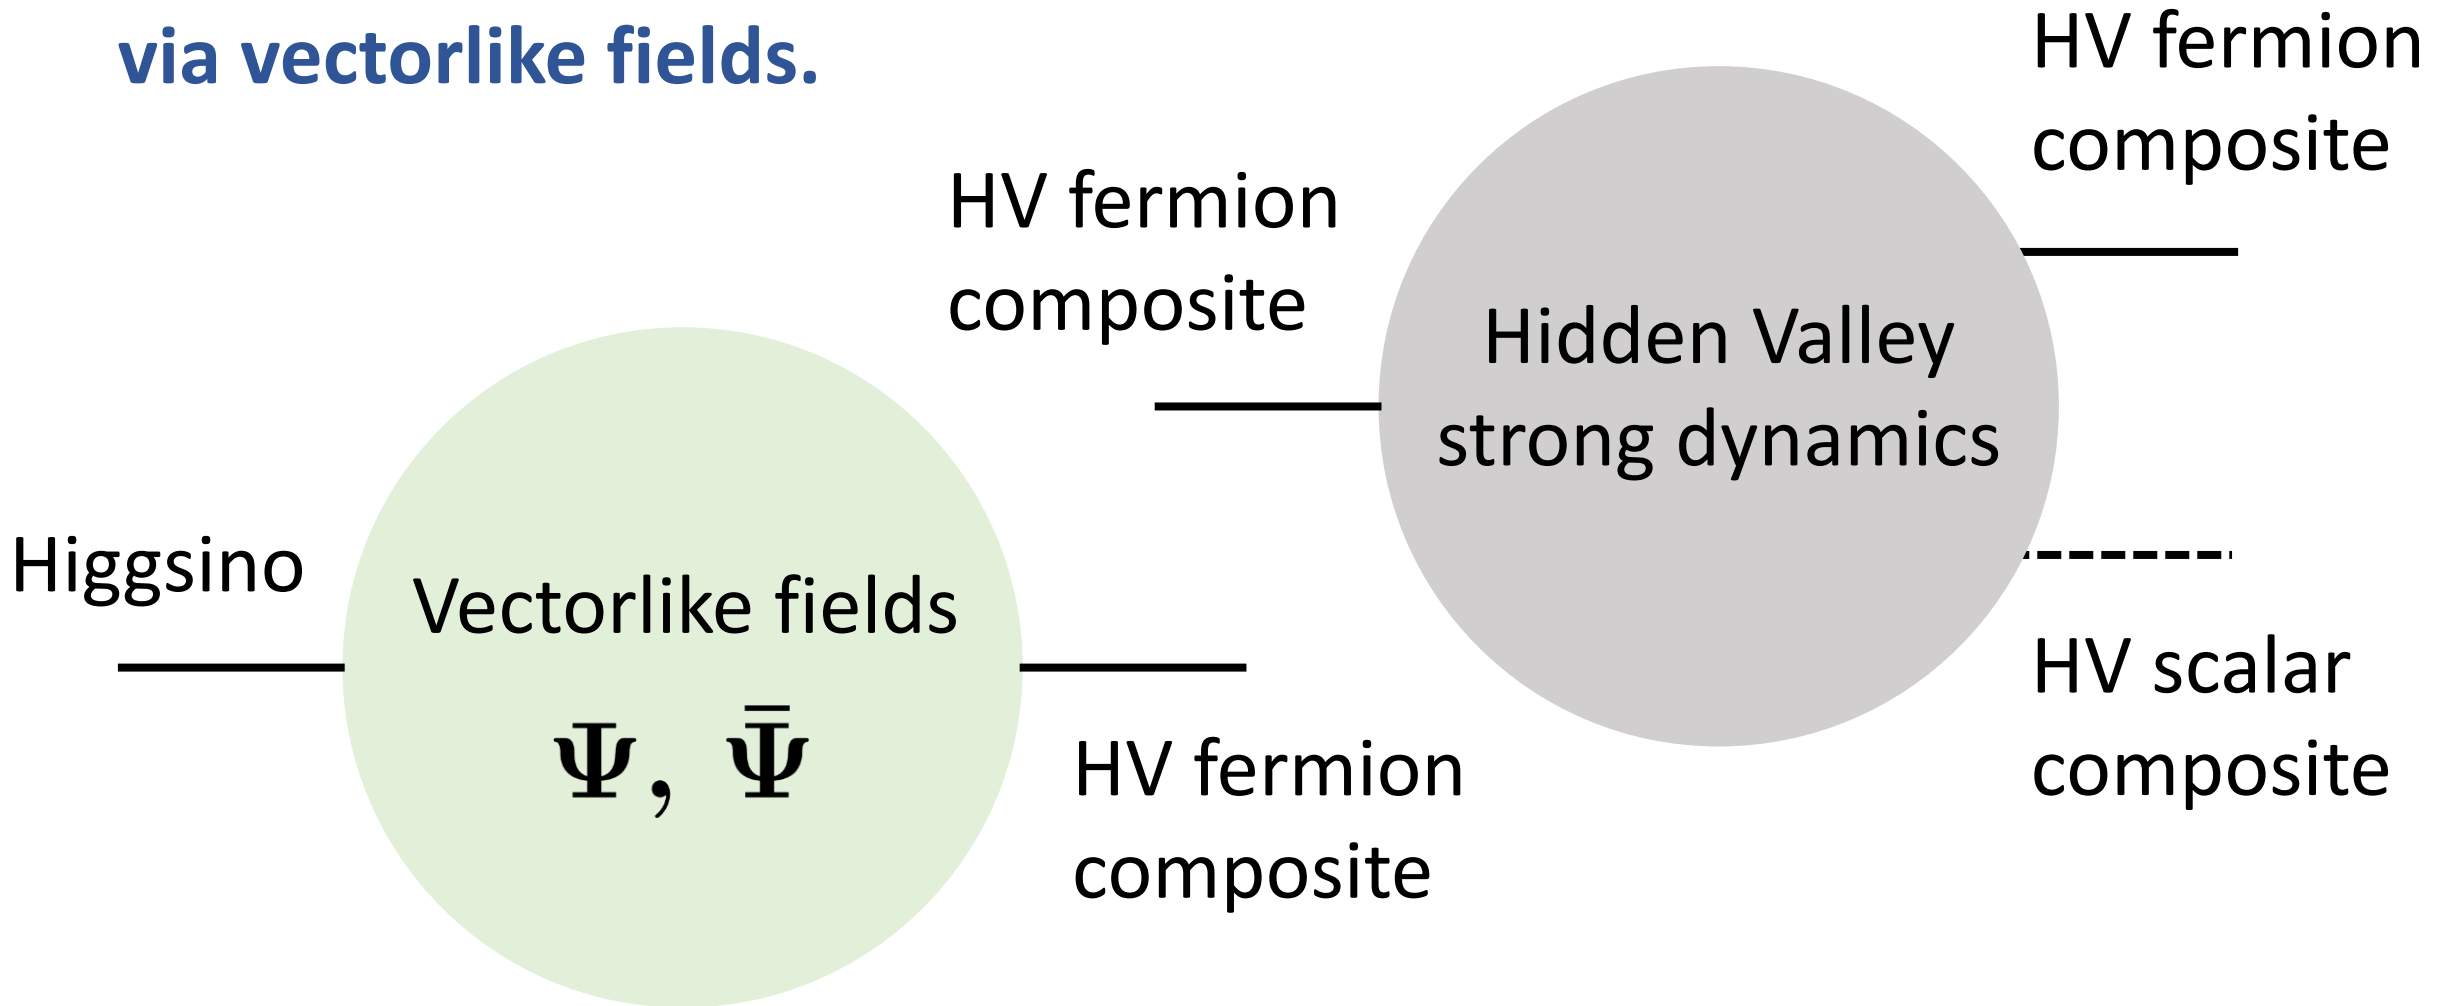 via vectorlike fields.
HV fermion
composite
HV fermion
composite
Hidden Valley
strong dynamics
Higgsino
Vectorlike fields
Ψ, Ψ̄
HV fermion
composite
HV scalar
composite